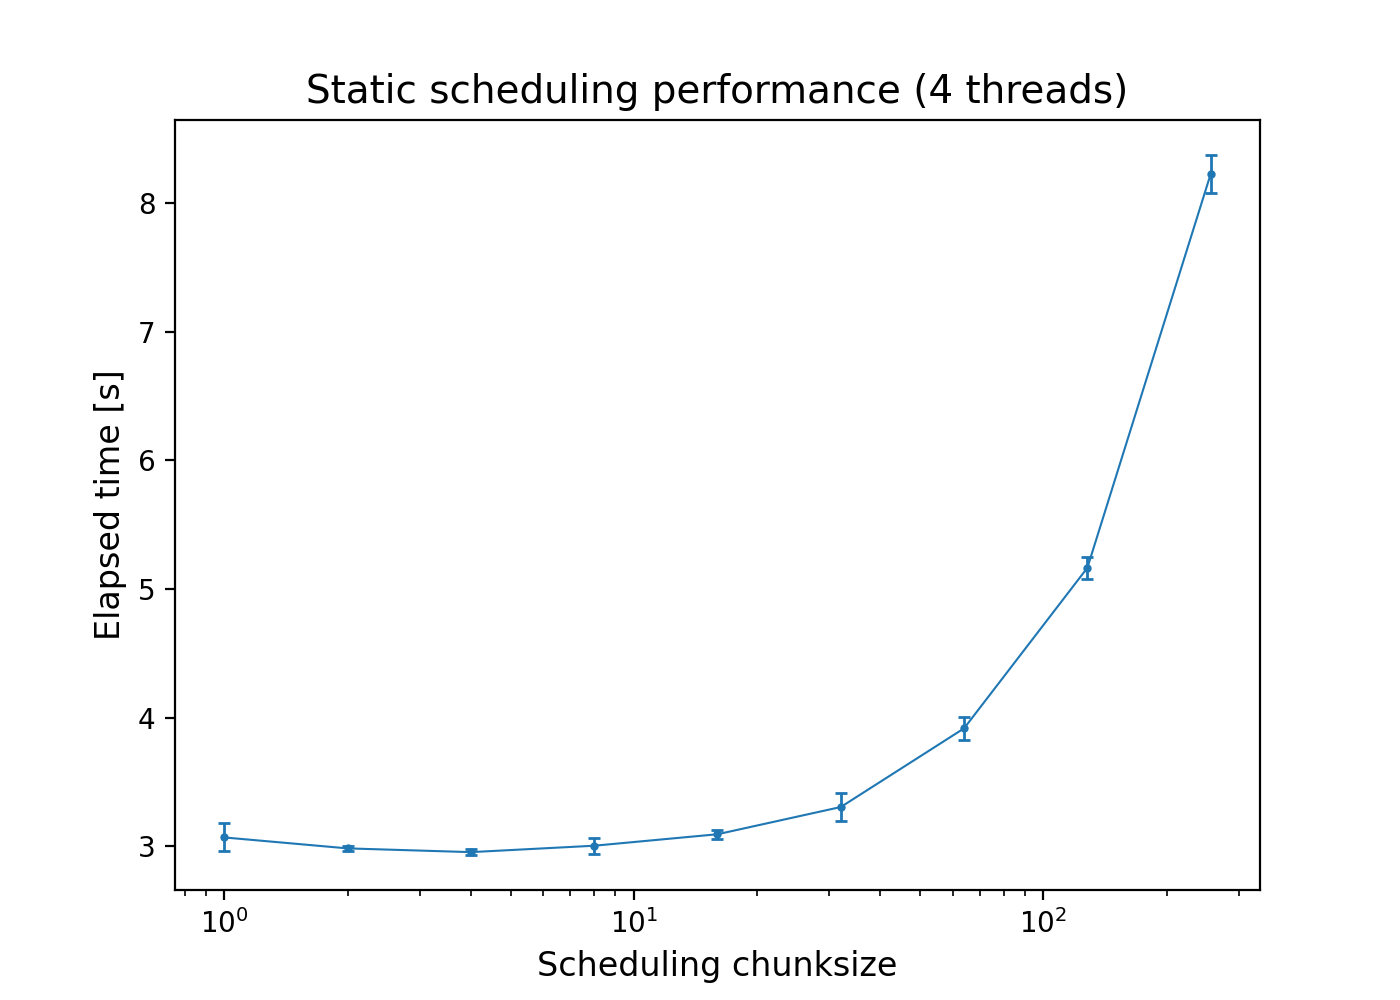 Static scheduling performance (4 threads)
8
7
6
5
4
3
Elapsed time [s]
10⁰ 10¹ 10²
Scheduling chunksize